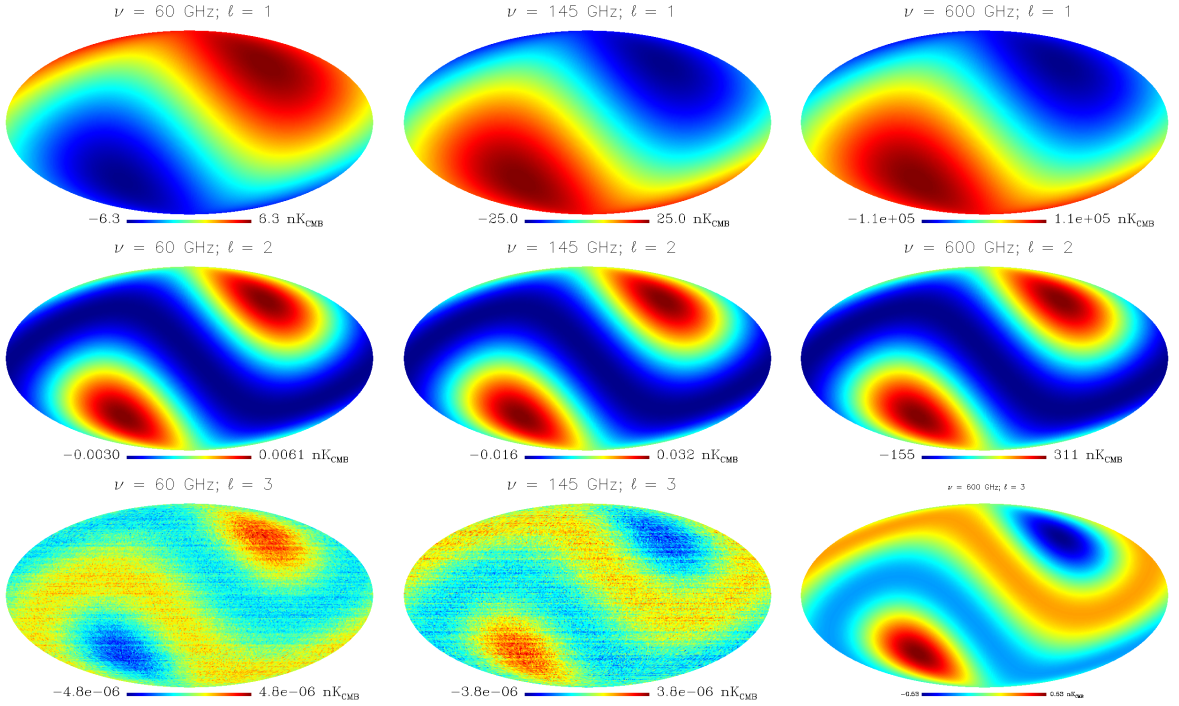 ν = 60 GHz; ℓ = 1
ν = 145 GHz; ℓ = 1
ν = 600 GHz; ℓ = 1
−6.3 6.3 nK_CMB
−25.0 25.0 nK_CMB
−1.1e+05 1.1e+05 nK_CMB
ν = 60 GHz; ℓ = 2
ν = 145 GHz; ℓ = 2
ν = 600 GHz; ℓ = 2
−0.0030 0.0061 nK_CMB
−0.016 0.032 nK_CMB
−155 311 nK_CMB
ν = 60 GHz; ℓ = 3
ν = 145 GHz; ℓ = 3
ν = 600 GHz; ℓ = 3
−4.8e−06 4.8e−06 nK_CMB
−3.8e−06 3.8e−06 nK_CMB
−0.53 0.53 nK_CMB